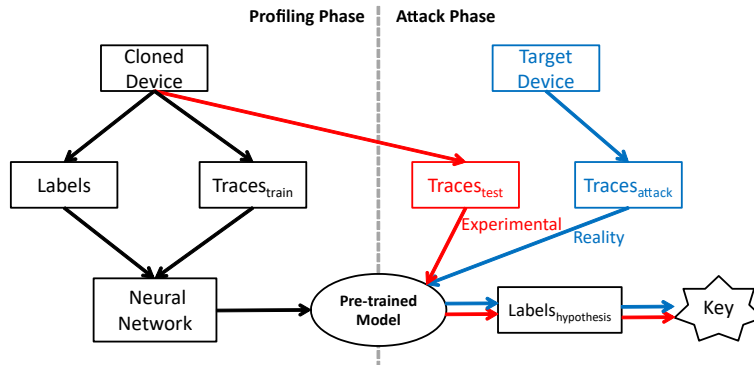 Profiling Phase
Attack Phase
Cloned
Device
Target
Device
Labels
Traces_train
Traces_test
Traces_attack
Experimental
Reality
Neural
Network
Pre-trained
Model
Labels_hypothesis
Key